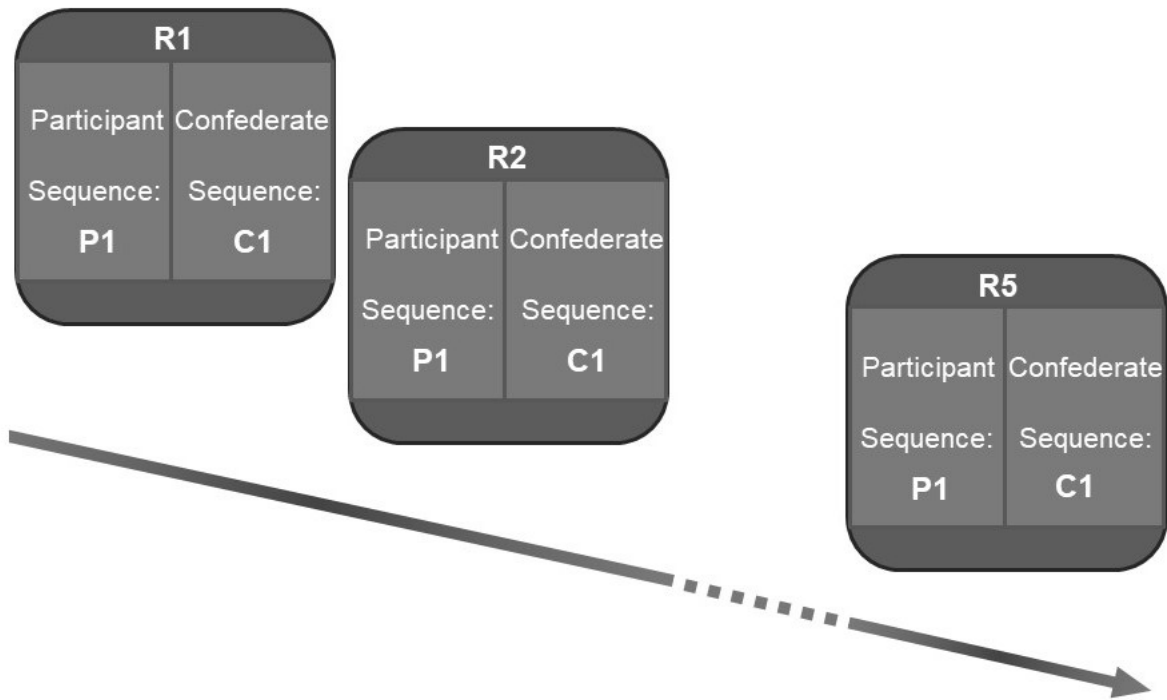 R1
Participant Confederate
Sequence: Sequence:
P1 C1
R2
Participant Confederate
Sequence: Sequence:
P1 C1
R5
Participant Confederate
Sequence: Sequence:
P1 C1